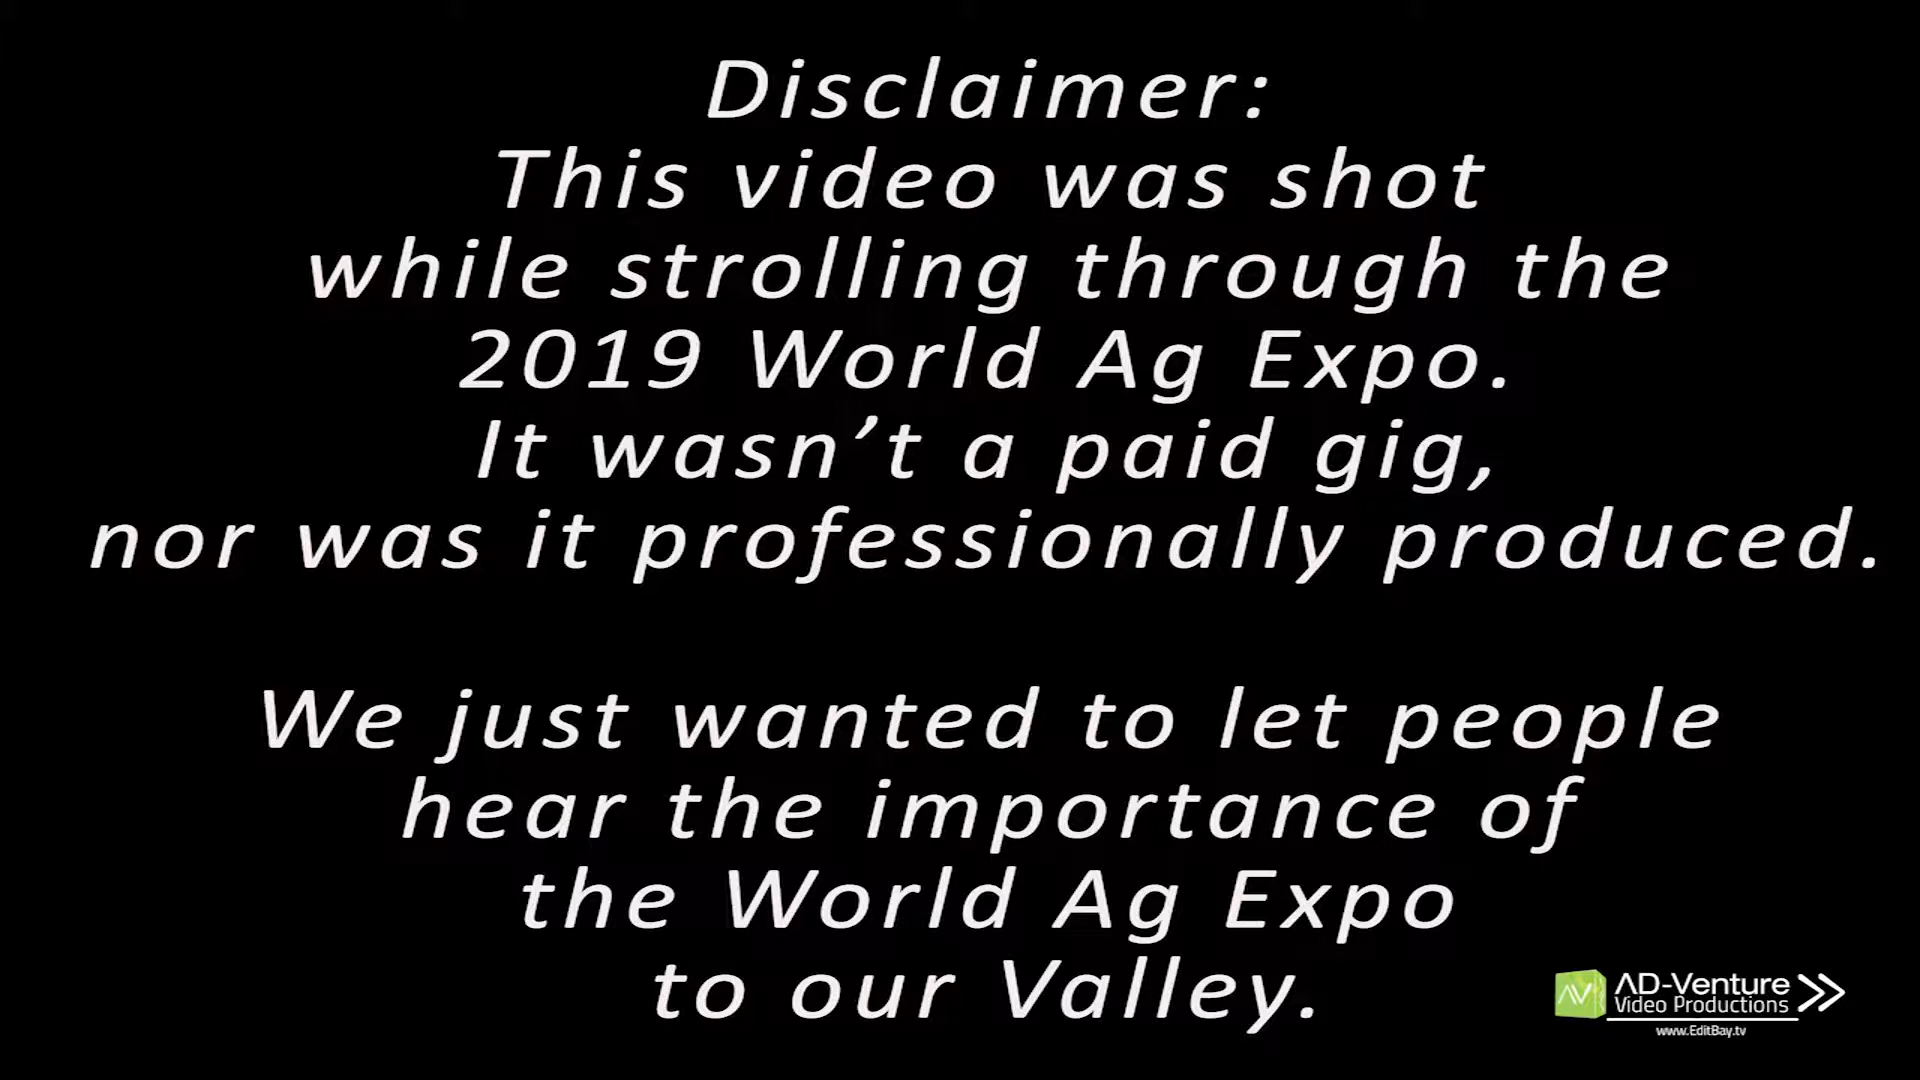 Disclaimer:
This video was shot
while strolling through the
2019 World Ag Expo.
It wasn’t a paid gig,
nor was it professionally produced.
We just wanted to let people
hear the importance of
the World Ag Expo
to our Valley.
AV
AD-Venture
Video Productions
www.EditBay.tv